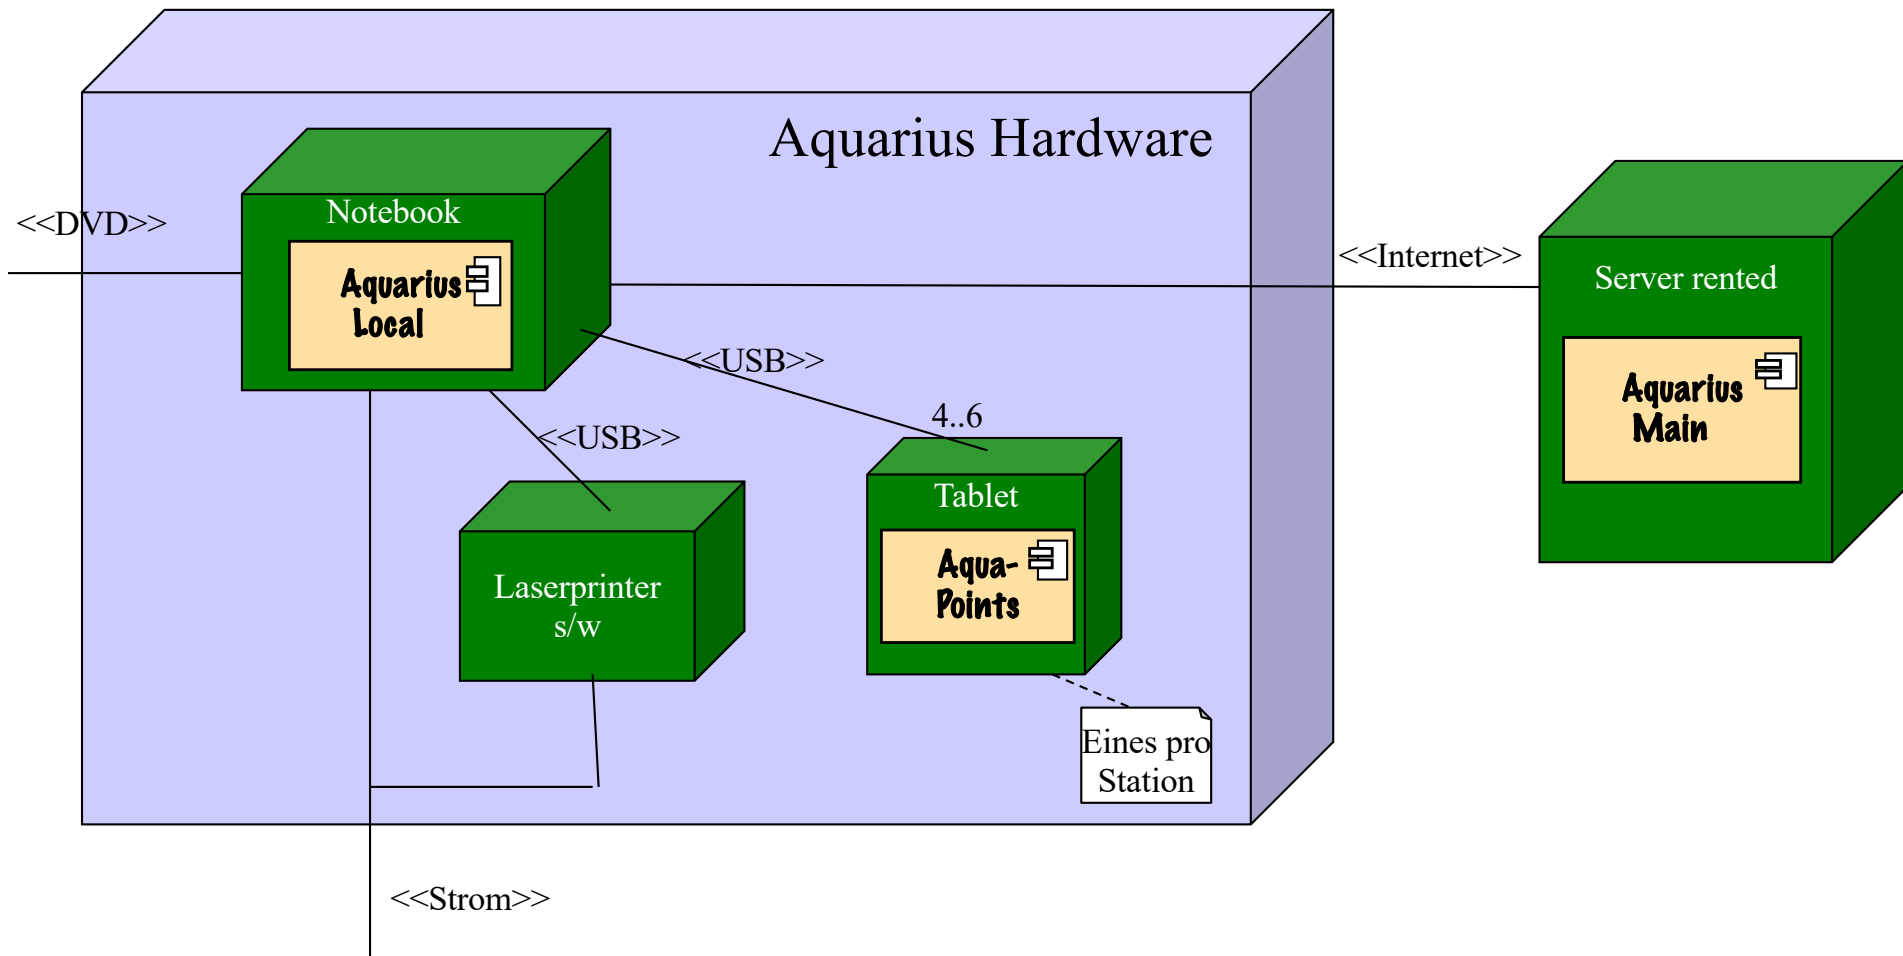 Aquarius Hardware
<<DVD>>
Notebook
Aquarius
Local
<<Internet>>
Server rented
Aquarius
Main
<<USB>>
4..6
<<USB>>
Tablet
Aqua-
Points
Laserprinter
s/w
Eines pro
Station
<<Strom>>